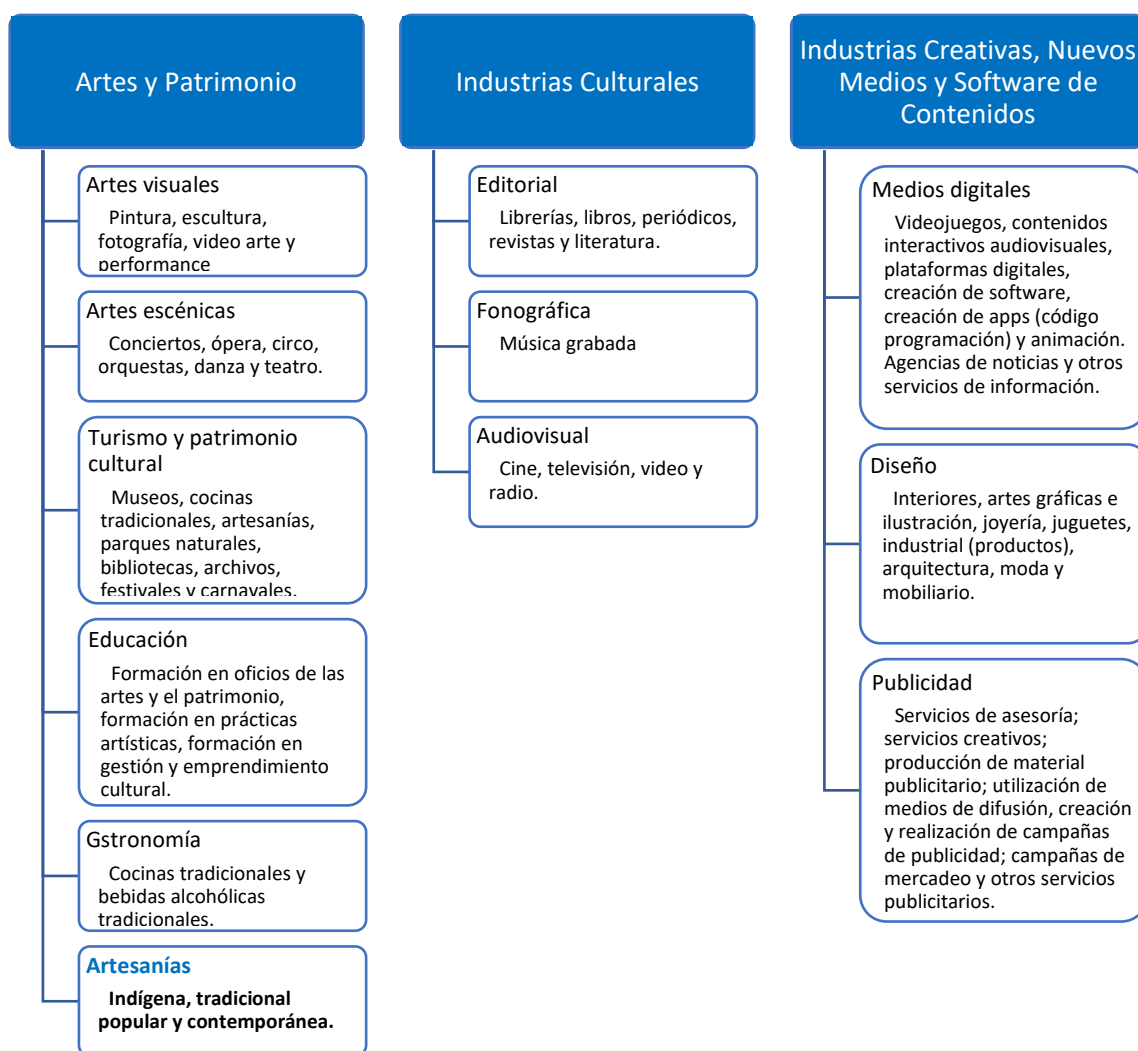 Artes y Patrimonio
Artes visuales
Pintura, escultura,
fotografía, video arte y
performance
Artes escénicas
Conciertos, ópera, circo,
orquestas, danza y teatro.
Turismo y patrimonio
cultural
Museos, cocinas
tradicionales, artesanías,
parques naturales,
bibliotecas, archivos,
festivales y carnavales.
Educación
Formación en oficios de las
artes y el patrimonio,
formación en prácticas
artísticas, formación en
gestión y emprendimiento
cultural.
Gstronomía
Cocinas tradicionales y
bebidas alcohólicas
tradicionales.
Artesanías
Indígena, tradicional
popular y contemporánea.
Industrias Culturales
Editorial
Librerías, libros, periódicos,
revistas y literatura.
Fonográfica
Música grabada
Audiovisual
Cine, televisión, video y
radio.
Industrias Creativas, Nuevos
Medios y Software de
Contenidos
Medios digitales
Videojuegos, contenidos
interactivos audiovisuales,
plataformas digitales,
creación de software,
creación de apps (código
programación) y animación.
Agencias de noticias y otros
servicios de información.
Diseño
Interiores, artes gráficas e
ilustración, joyería, juguetes,
industrial (productos),
arquitectura, moda y
mobiliario.
Publicidad
Servicios de asesoría;
servicios creativos;
producción de material
publicitario; utilización de
medios de difusión, creación
y realización de campañas
de publicidad; campañas de
mercadeo y otros servicios
publicitarios.